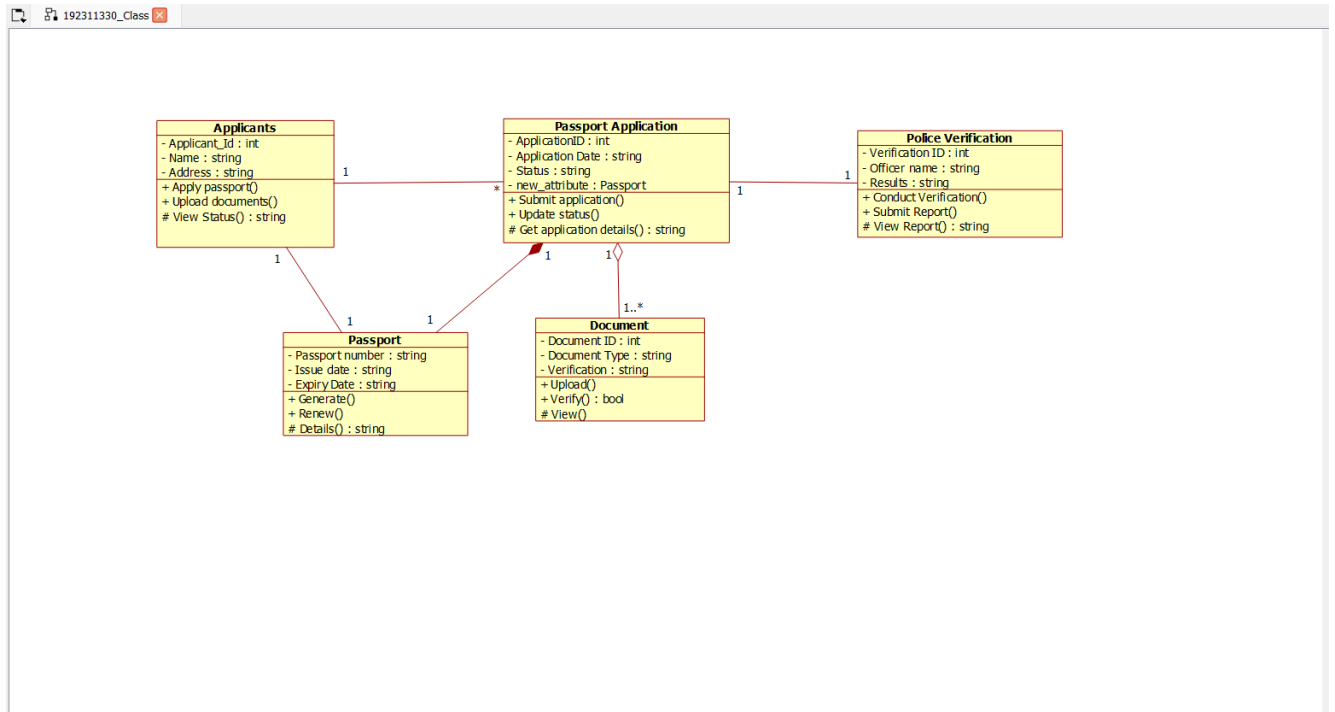 192311330_Class
Applicants
- Applicant_Id : int
- Name : string
- Address : string
+ Apply passport()
+ Upload documents()
# View Status() : string
Passport Application
- ApplicationID : int
- Application Date : string
- Status : string
- new_attribute : Passport
+ Submit application()
+ Update status()
# Get application details() : string
Police Verification
- Verification ID : int
- Officer name : string
- Results : string
+ Conduct Verification()
+ Submit Report()
# View Report() : string
1
*
1
1
1
1
1
1
1
1..*
Passport
- Passport number : string
- Issue date : string
- Expiry Date : string
+ Generate()
+ Renew()
# Details() : string
Document
- Document ID : int
- Document Type : string
- Verification : string
+ Upload()
+ Verify() : bool
# View()